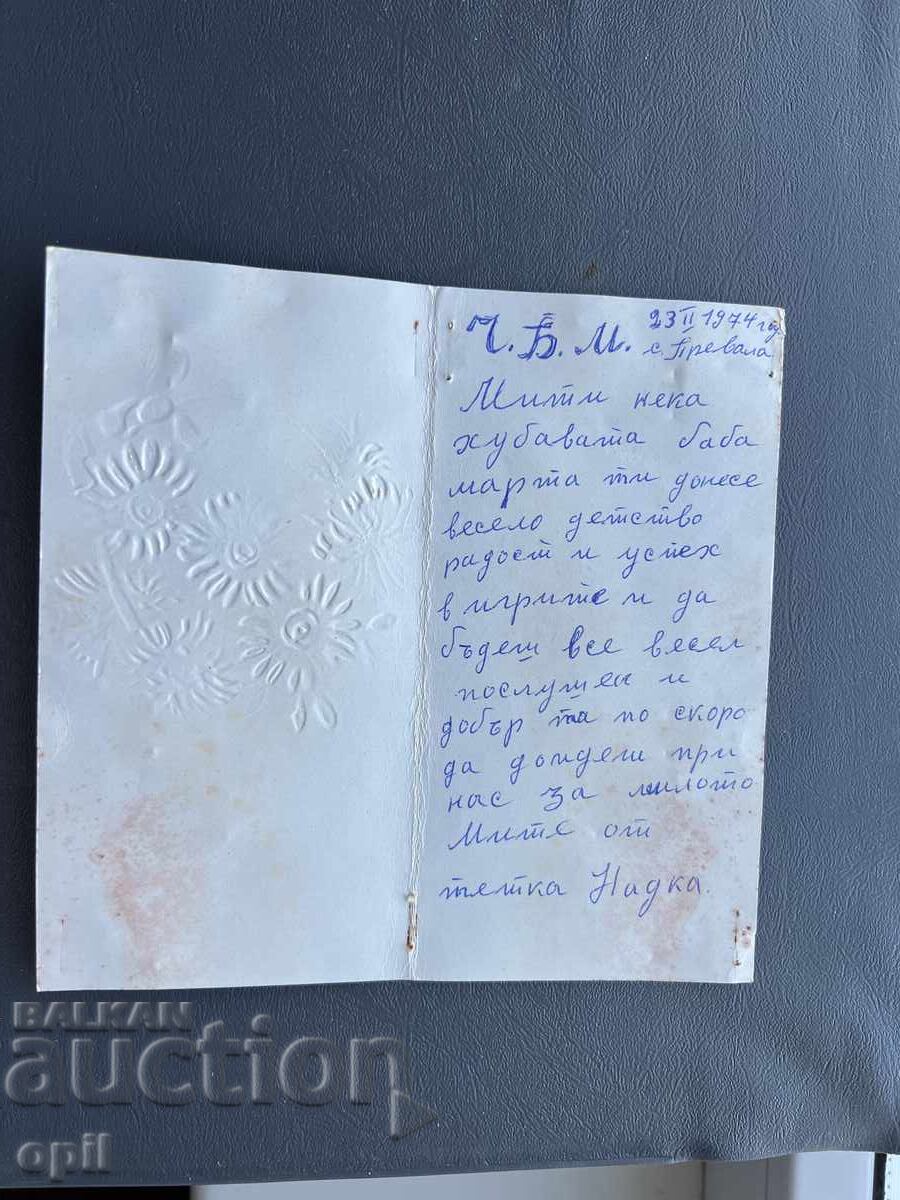 Ч. Б. М.
23 II 1974 год
с. Превала
Мити нека
хубавата баба
марта ти донесе
весело детство
радост и успех
в игрите и да
бъдеш все весел
послушен и
добър та по скоро
да дойдеш при
нас за милото
Мите от
тетка Надка.
BALKAN
auction
opil